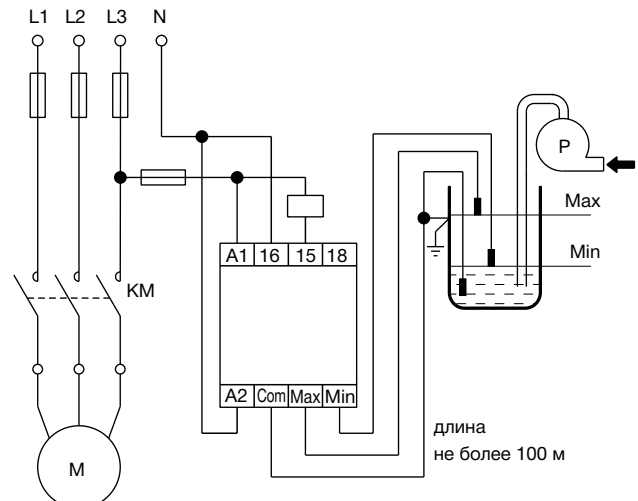 L1 L2 L3 N
P
Max
Min
A1 16 15 18
KM
A2 Com Max Min
длина
не более 100 м
M